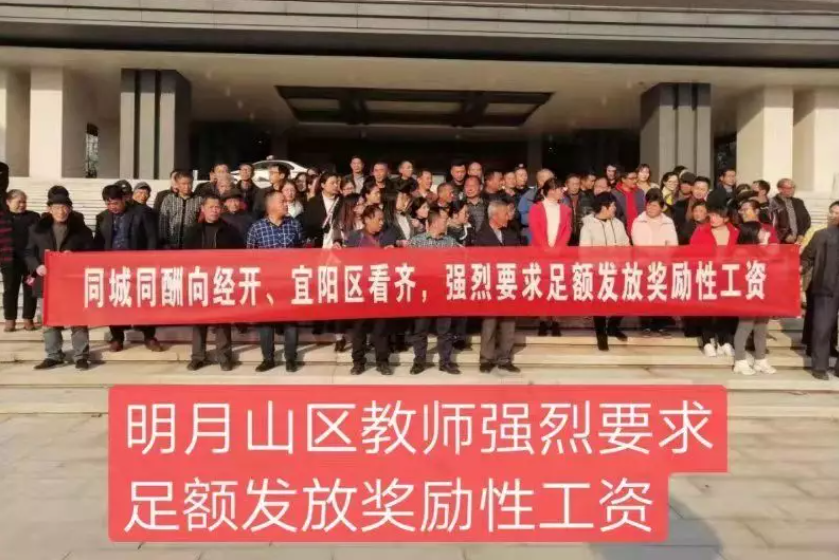 同城同酬向经开、宜阳区看齐，强烈要求足额发放奖励性工资
明月山区教师强烈要求
足额发放奖励性工资